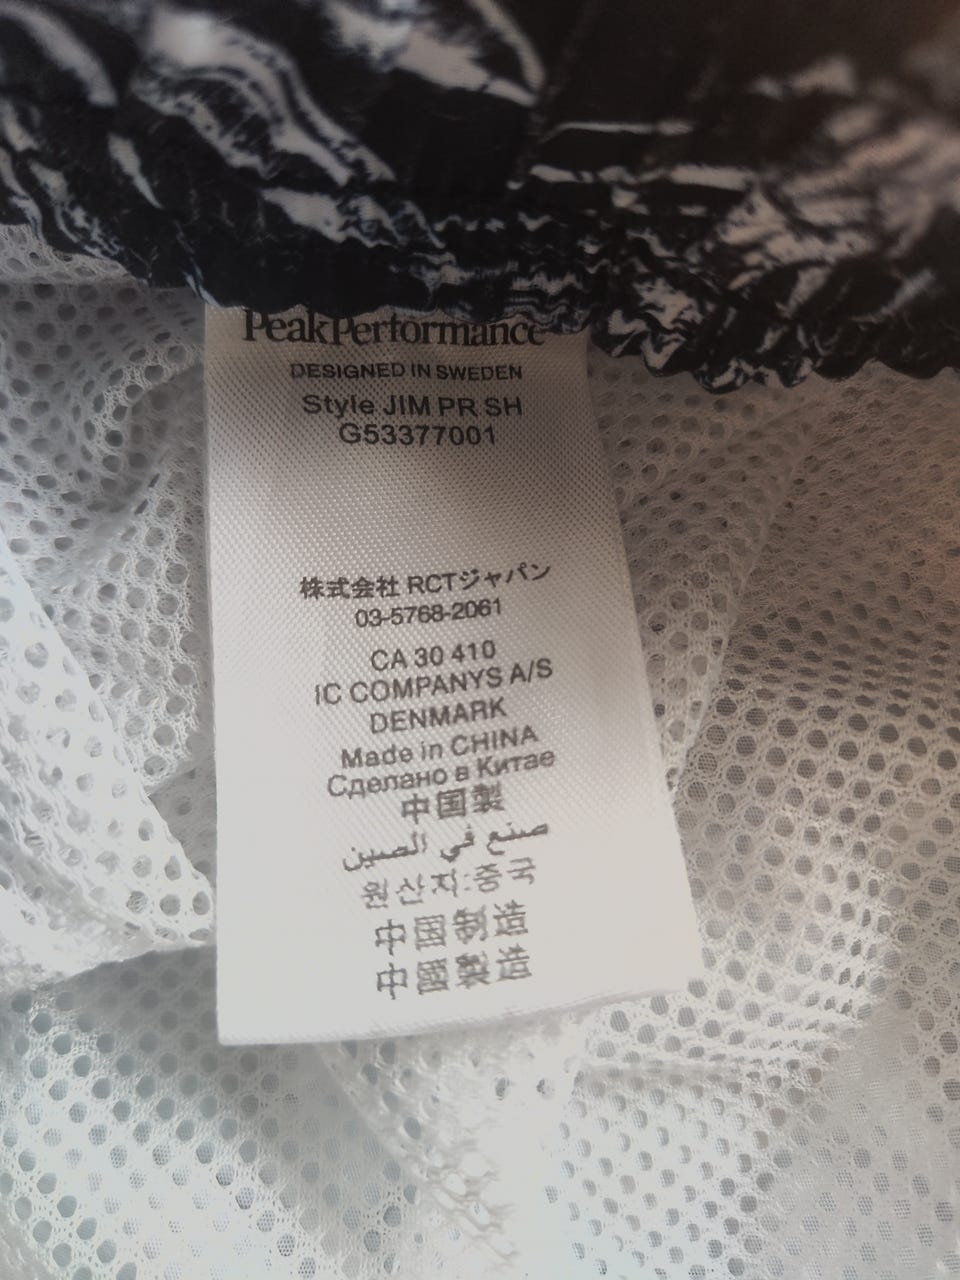 PeakPerformance
DESIGNED IN SWEDEN
Style JIM PR SH
G53377001
株式会社 RCTジャパン
03-5768-2061
CA 30 410
IC COMPANYS A/S
DENMARK
Made in CHINA
Сделано в Китае
中国製
صنع في الصين
원산지:중국
中国制造
中國製造